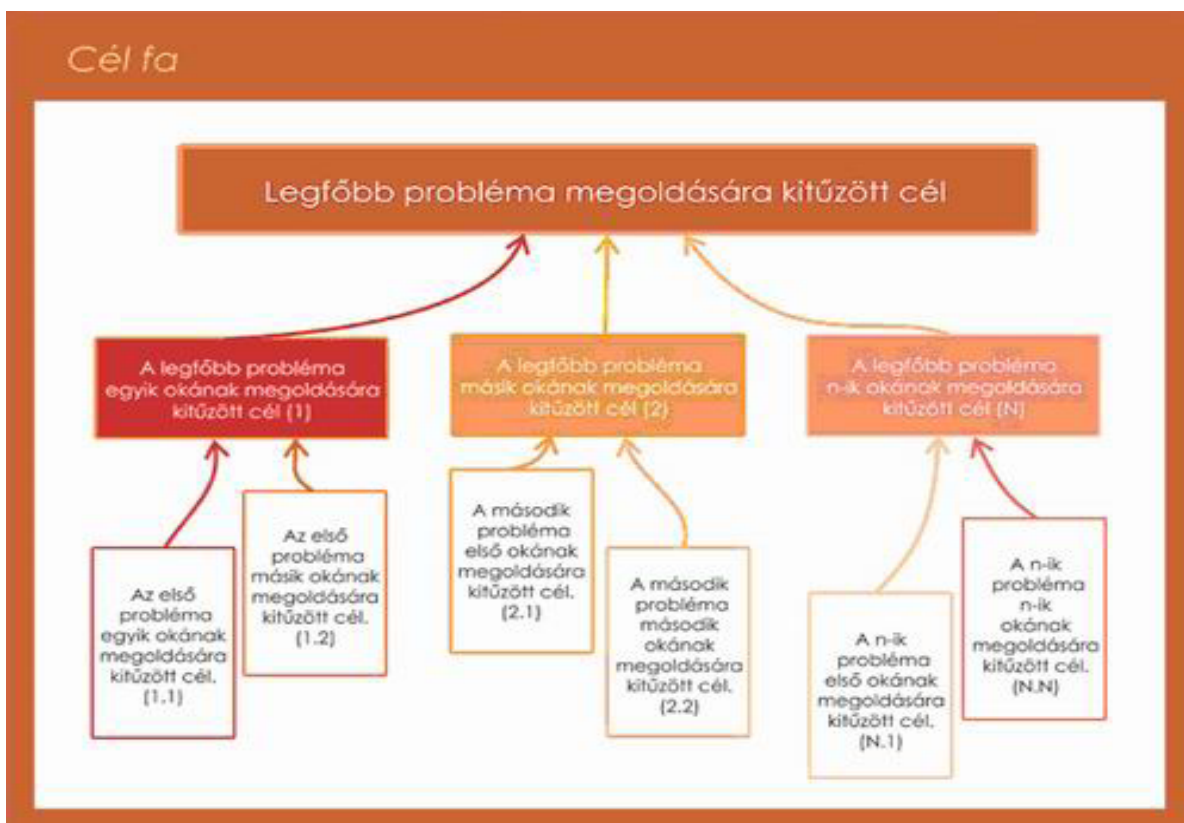 Cél fa
Legfőbb probléma megoldására kitűzött cél
A legfőbb probléma
egyik okának megoldására
kitűzött cél (1)
A legfőbb probléma
másik okának megoldására
kitűzött cél (2)
A legfőbb probléma
n-ik okának megoldására
kitűzött cél (N)
Az első
probléma
egyik okának
megoldására
kitűzött cél.
(1.1)
Az első
probléma
másik okának
megoldására
kitűzött cél.
(1.2)
A második
probléma
első okának
megoldására
kitűzött cél.
(2.1)
A második
probléma
második
okának
megoldására
kitűzött cél.
(2.2)
A n-ik
probléma
első okának
megoldására
kitűzött cél.
(N.1)
A n-ik
probléma
n-ik
okának
megoldására
kitűzött cél.
(N.N)